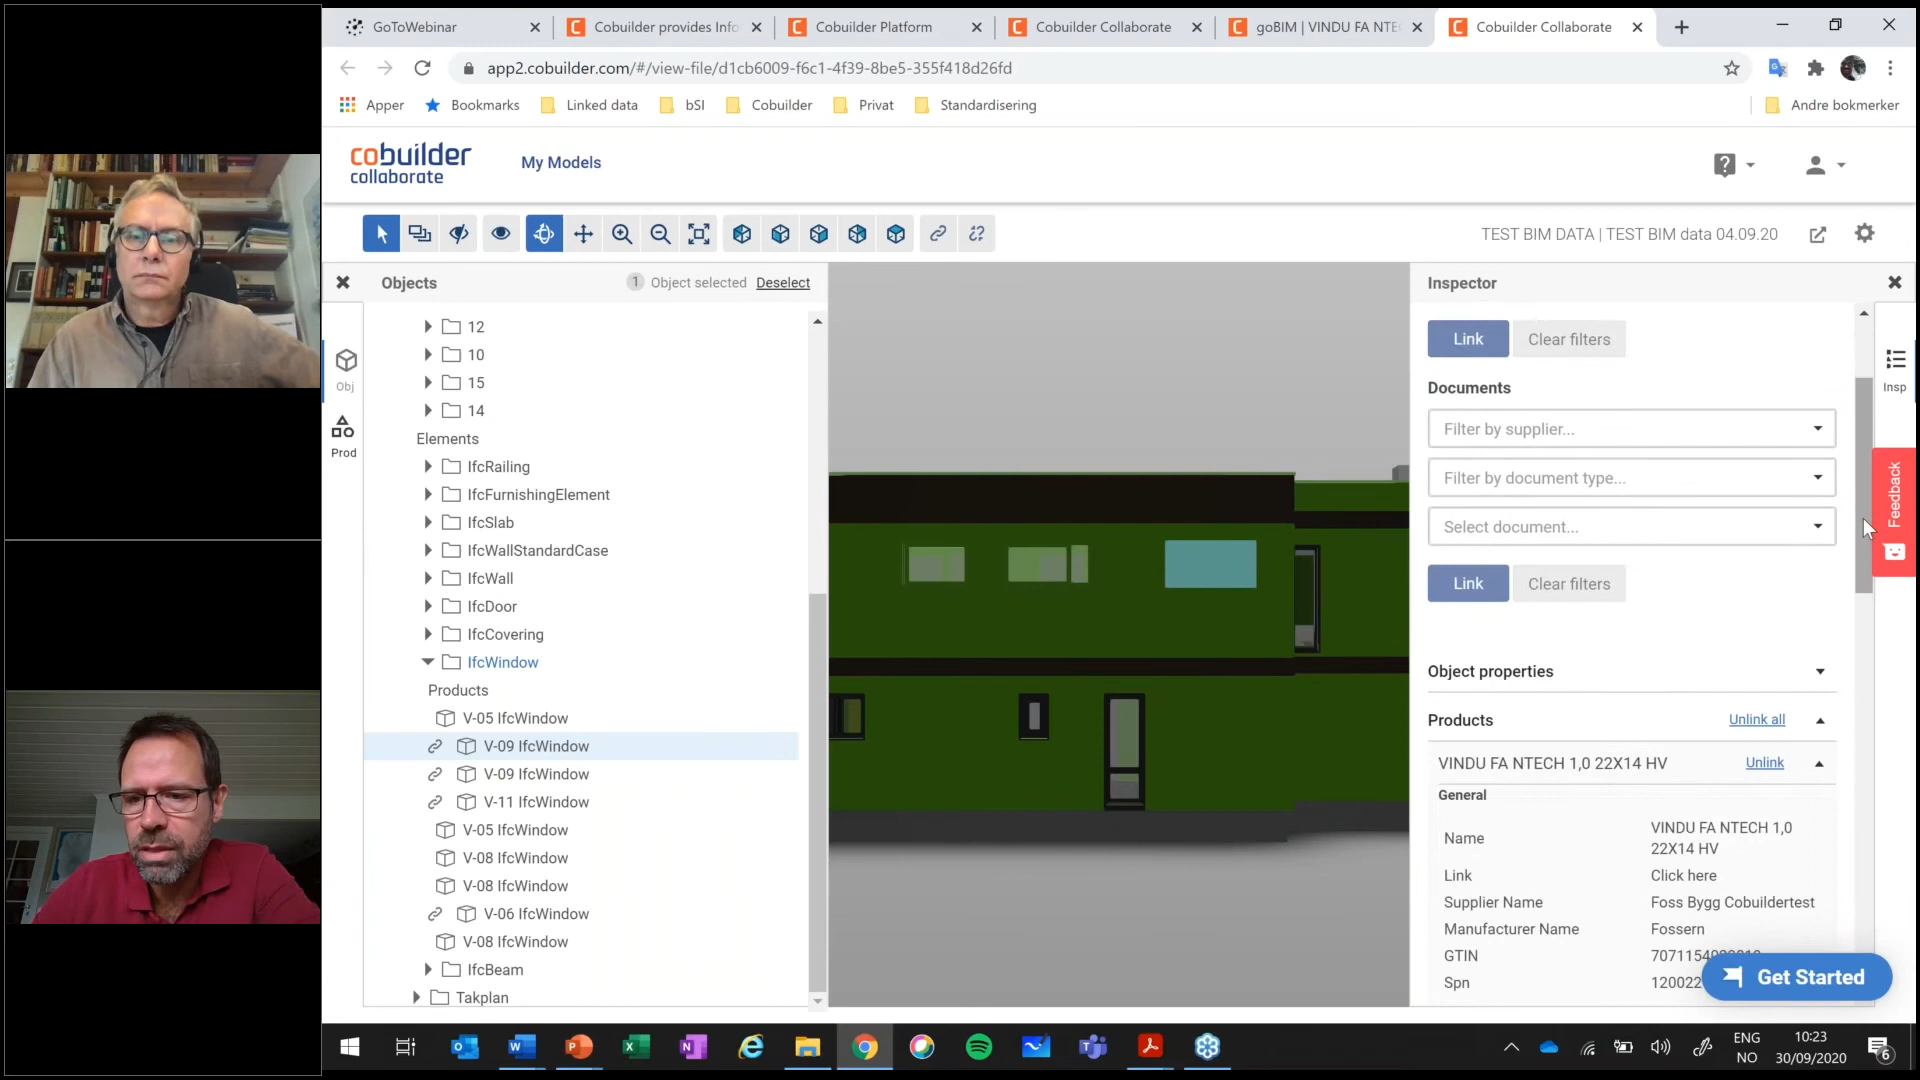 GoToWebinar
Cobuilder provides Info
Cobuilder Platform
Cobuilder Collaborate
goBIM | VINDU FA NTEC
Cobuilder Collaborate
app2.cobuilder.com/#/view-file/d1cb6009-f6c1-4f39-8be5-355f418d26fd
Apper
Bookmarks
Linked data
bSI
Cobuilder
Privat
Standardisering
Andre bokmerker
cobuilder
collaborate
My Models
TEST BIM DATA | TEST BIM data 04.09.20
Objects
1 Object selected Deselect
Obj
Prod
12
10
15
14
Elements
IfcRailing
IfcFurnishingElement
IfcSlab
IfcWallStandardCase
IfcWall
IfcDoor
IfcCovering
IfcWindow
Products
V-05 IfcWindow
V-09 IfcWindow
V-09 IfcWindow
V-11 IfcWindow
V-05 IfcWindow
V-08 IfcWindow
V-08 IfcWindow
V-06 IfcWindow
V-08 IfcWindow
IfcBeam
Takplan
Inspector
Insp
Link Clear filters
Documents
Filter by supplier...
Filter by document type...
Select document...
Link Clear filters
Feedback
Object properties
Products Unlink all
VINDU FA NTECH 1,0 22X14 HV Unlink
General
Name VINDU FA NTECH 1,0
22X14 HV
Link Click here
Supplier Name Foss Bygg Cobuildertest
Manufacturer Name Fossern
GTIN
Spn 120022
Get Started
ENG
NO
10:23
30/09/2020
6